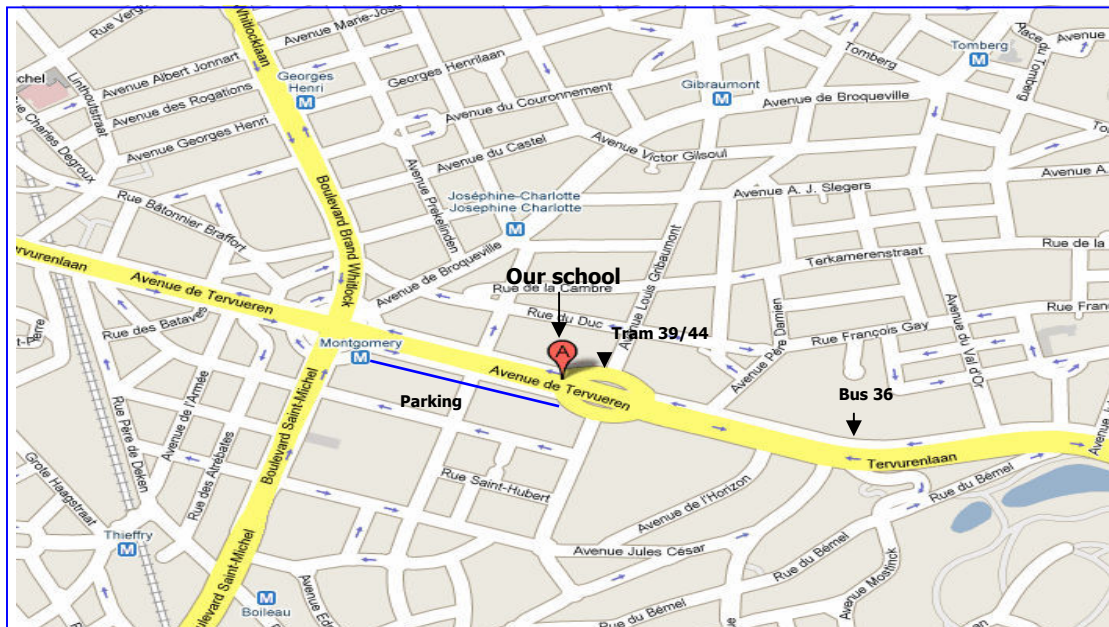 Whitlocklaan
Avenue Marie-José
Tomberg
Place du Tomberg
Tomberg
Avenue Albert Jonnart
Linthoutstraat
Georges
Henri
Georges Henrilaan
Gibraumont
Avenue de Broqueville
Avenue des Rogations
Avenue du Couronnement
Rue Charles Degroux
Avenue Georges Henri
Avenue du Castel
Avenue Victor Gilsoul
Avenue Prekelinden
Boulevard Brand Whitlock
Avenue A. J. Slegers
Rue Bâtonnier Braffort
Joséphine-Charlotte
Josephine Charlotte
Avenue de Broqueville
Avenue Louis Gribaumont
Terkamerenstraat
Rue de la
Avenue de Tervueren
Our school
Rue de la Cambre
Rue du Duc
Tram 39/44
Avenue Père Damien
Rue François Gay
Rue Franç
Avenue du Val d'Or
Rue des Bataves
Montgomery
A
Avenue de Tervueren
Parking
Bus 36
Avenue de l'Armée
Rue Père de Deken
Rue des Atrébates
Boulevard Saint-Michel
Tervurenlaan
Rue du Bémel
Grote Haagstraat
Rue Saint-Hubert
Avenue de l'Horizon
Thieffry
Avenue Jules César
Rue du Bémel
Avenue Mostinck
Boulevard Saint-Michel
Boileau
Rue du Bémel